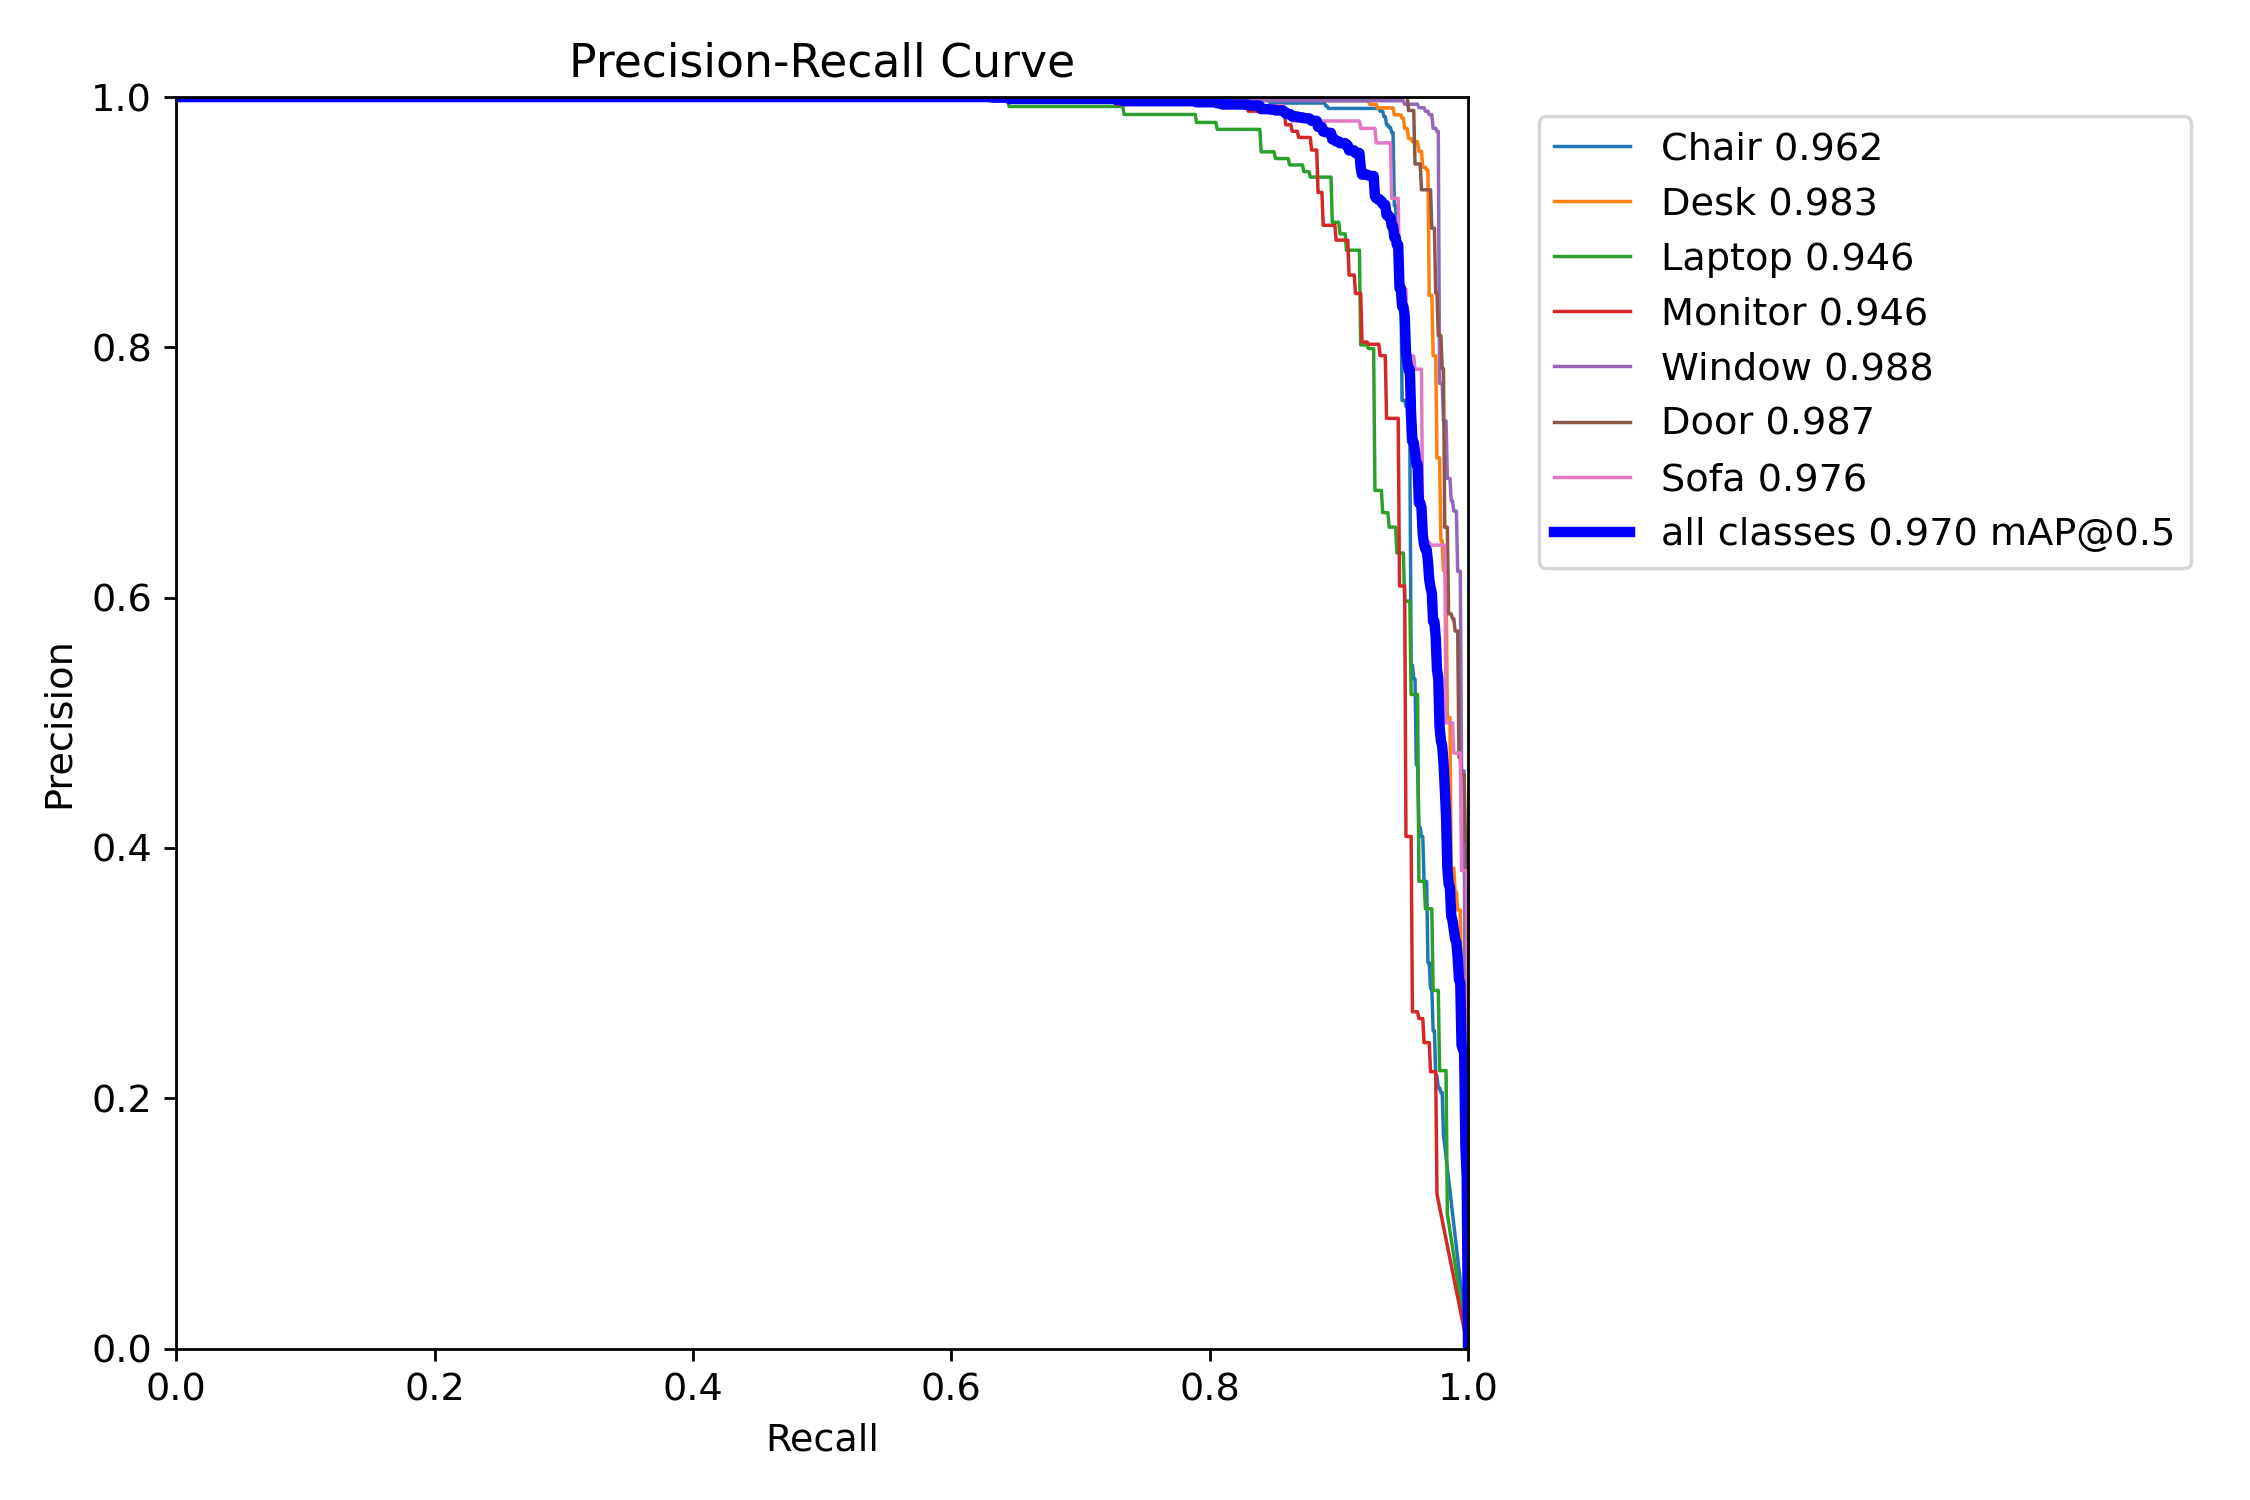 Precision-Recall Curve
1.0
0.8
0.6
0.4
0.2
0.0
Precision
0.0 0.2 0.4 0.6 0.8 1.0
Recall
Chair 0.962
Desk 0.983
Laptop 0.946
Monitor 0.946
Window 0.988
Door 0.987
Sofa 0.976
all classes 0.970 mAP@0.5